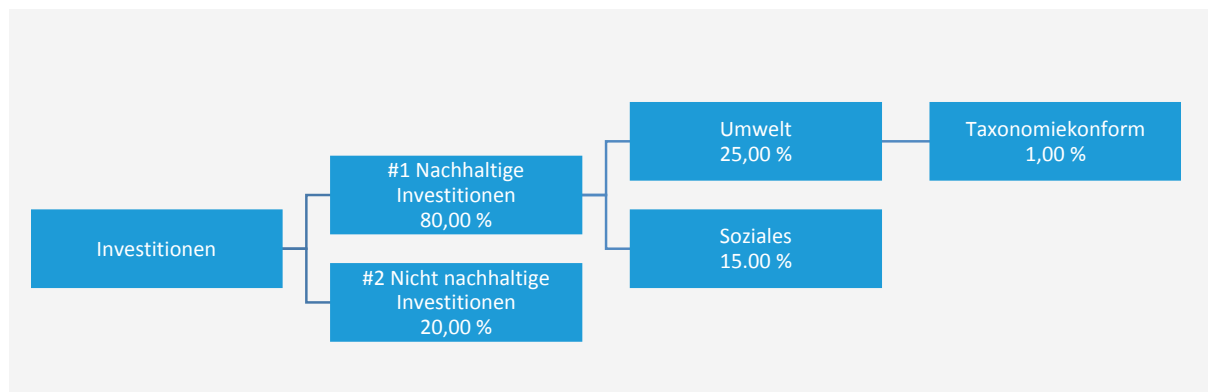 Investitionen
#1 Nachhaltige
Investitionen
80,00 %
#2 Nicht nachhaltige
Investitionen
20,00 %
Umwelt
25,00 %
Soziales
15.00 %
Taxonomiekonform
1,00 %